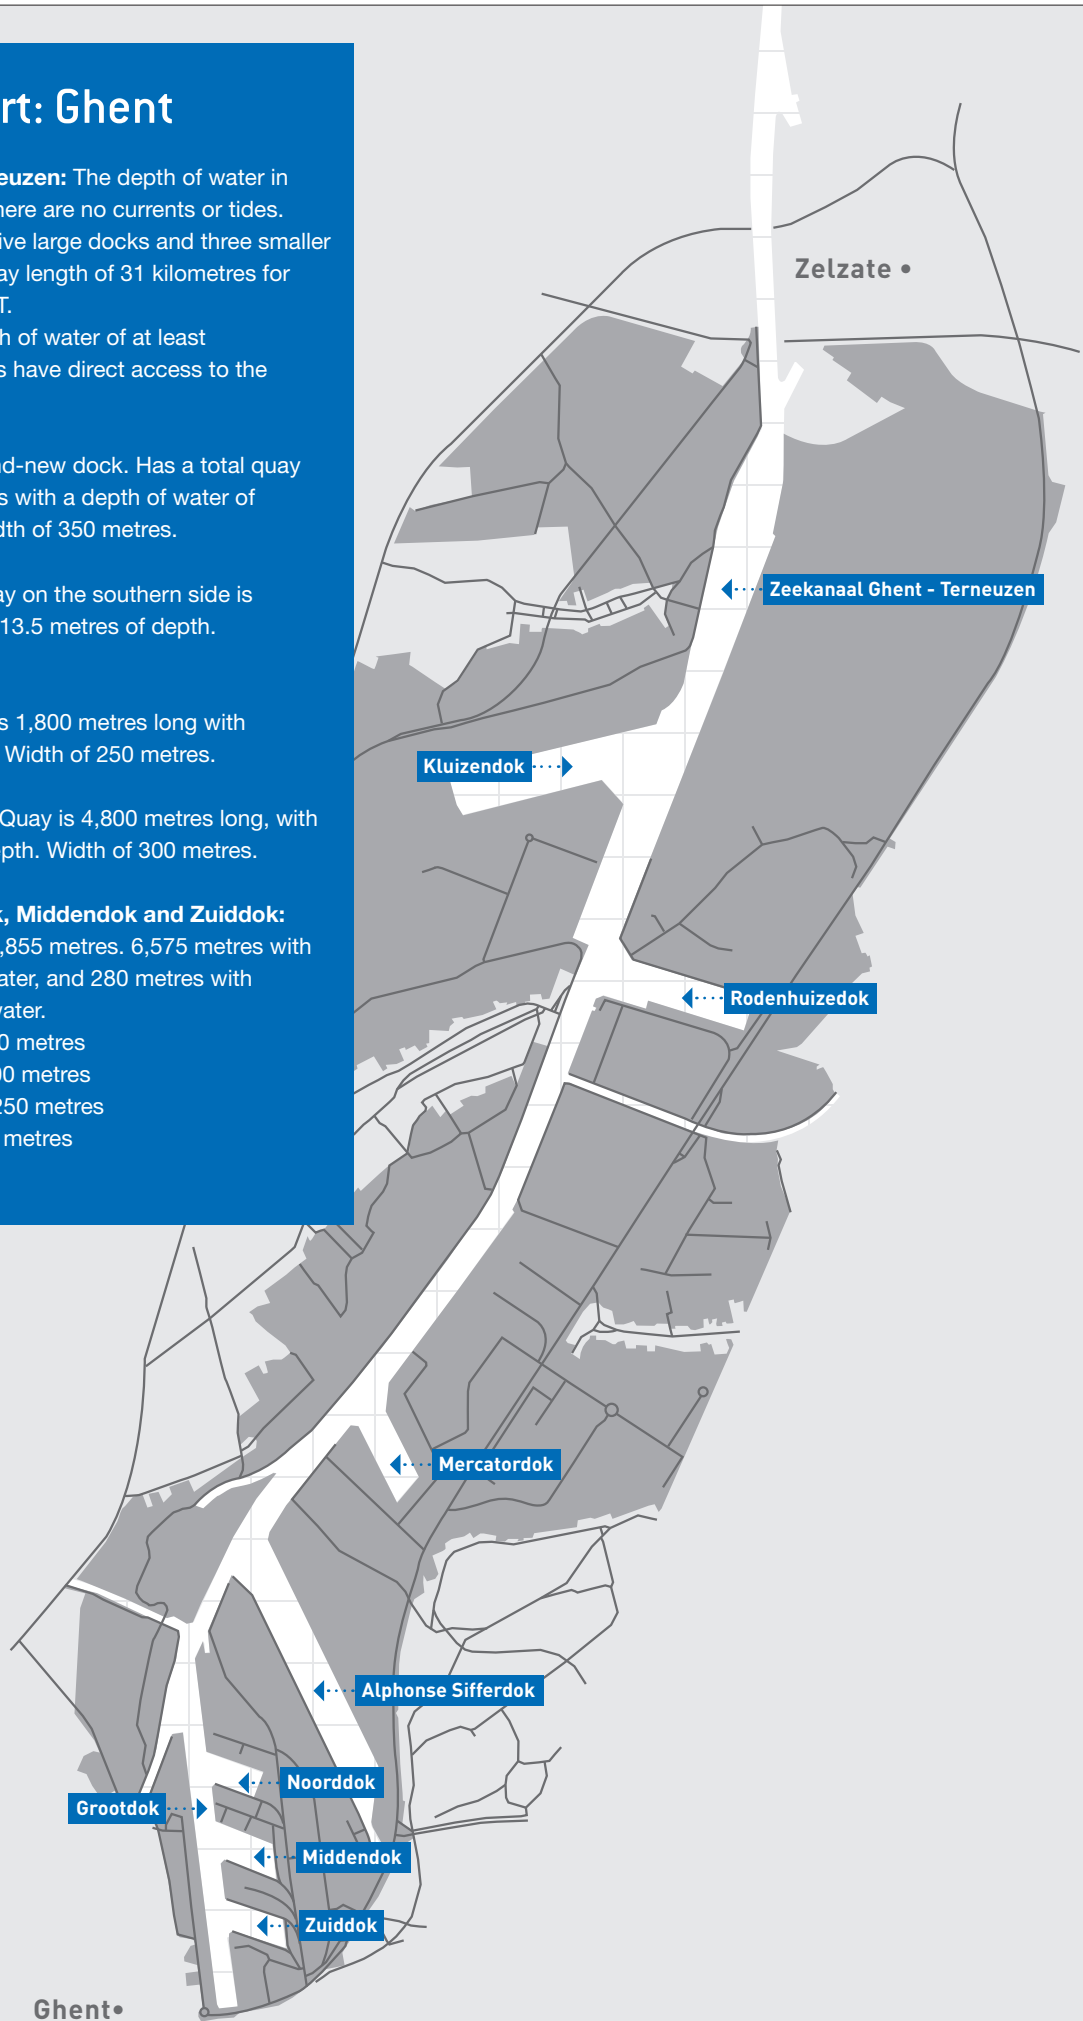 rt: Ghent
euzen: The depth of water in
here are no currents or tides.
ive large docks and three smaller
ay length of 31 kilometres for
T.
h of water of at least
s have direct access to the
nd-new dock. Has a total quay
s with a depth of water of
dth of 350 metres.
ay on the southern side is
13.5 metres of depth.
s 1,800 metres long with
Width of 250 metres.
Quay is 4,800 metres long, with
pth. Width of 300 metres.
k, Middendok and Zuiddok:
,855 metres. 6,575 metres with
ater, and 280 metres with
water.
0 metres
00 metres
250 metres
metres
Zelzate
Zeekanaal Ghent - Terneuzen
Kluizendok
Rodenhuizedok
Mercatordok
Alphonse Sifferdok
Noorddok
Grootdok
Middendok
Zuiddok
Ghent